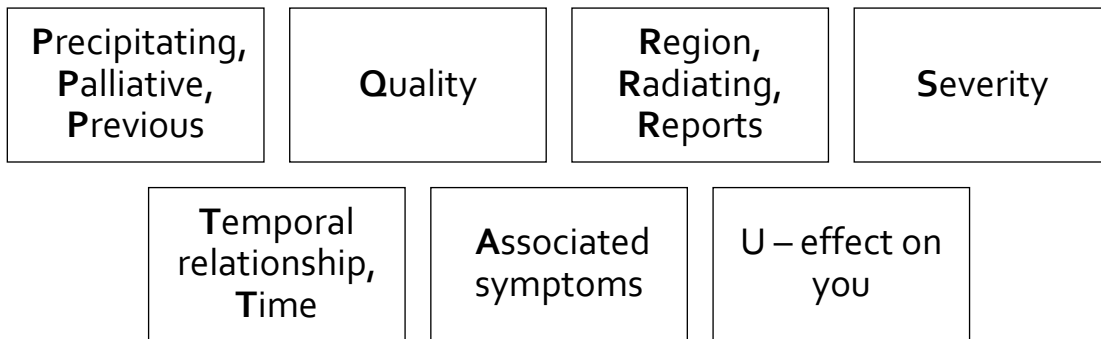 Precipitating,
Palliative,
Previous
Quality
Region,
Radiating,
Reports
Severity
Temporal
relationship,
Time
Associated
symptoms
U – effect on
you